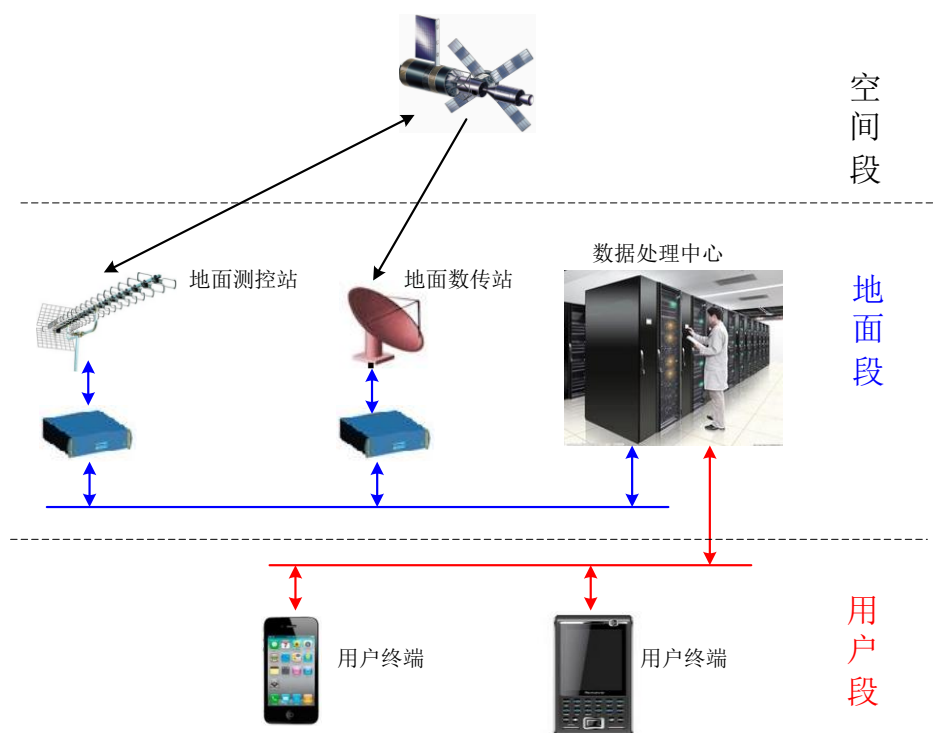 空间段
地面测控站
地面数传站
数据处理中心
地面段
用户终端
用户终端
用户段